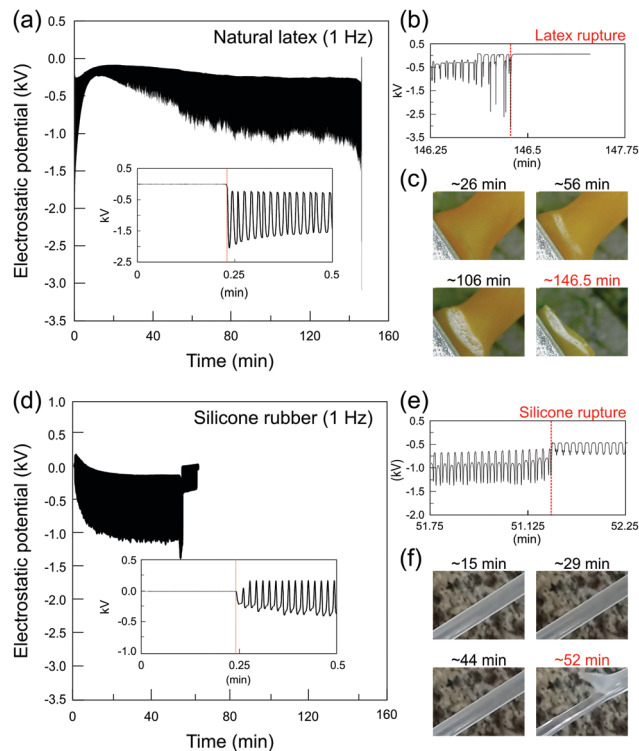 (a)
Natural latex (1 Hz)
Electrostatic potential (kV)
0.5
0.0
-0.5
-1.0
-1.5
-2.0
-2.5
-3.0
-3.5
0 40 80 120 160
Time (min)
kV
0.5
-0.5
-1.5
-2.5
0 0.25 0.5
(min)
(b)
Latex rupture
kV
0.5
-0.5
-1.5
-2.5
-3.5
146.25 146.5 147.75
(min)
(c)
~26 min ~56 min
~106 min ~146.5 min
(d)
Silicone rubber (1 Hz)
Electrostatic potential (kV)
1.0
0.5
0.0
-0.5
-1.0
-1.5
-2.0
-2.5
-3.0
-3.5
0 40 80 120 160
Time (min)
kV
0.5
0.0
-0.5
-1.0
0 0.25 0.5
(min)
(e)
Silicone rupture
(kV)
0.5
0.0
-0.5
-1.0
-1.5
-2.0
51.75 51.125 52.25
(min)
(f)
~15 min ~29 min
~44 min ~52 min